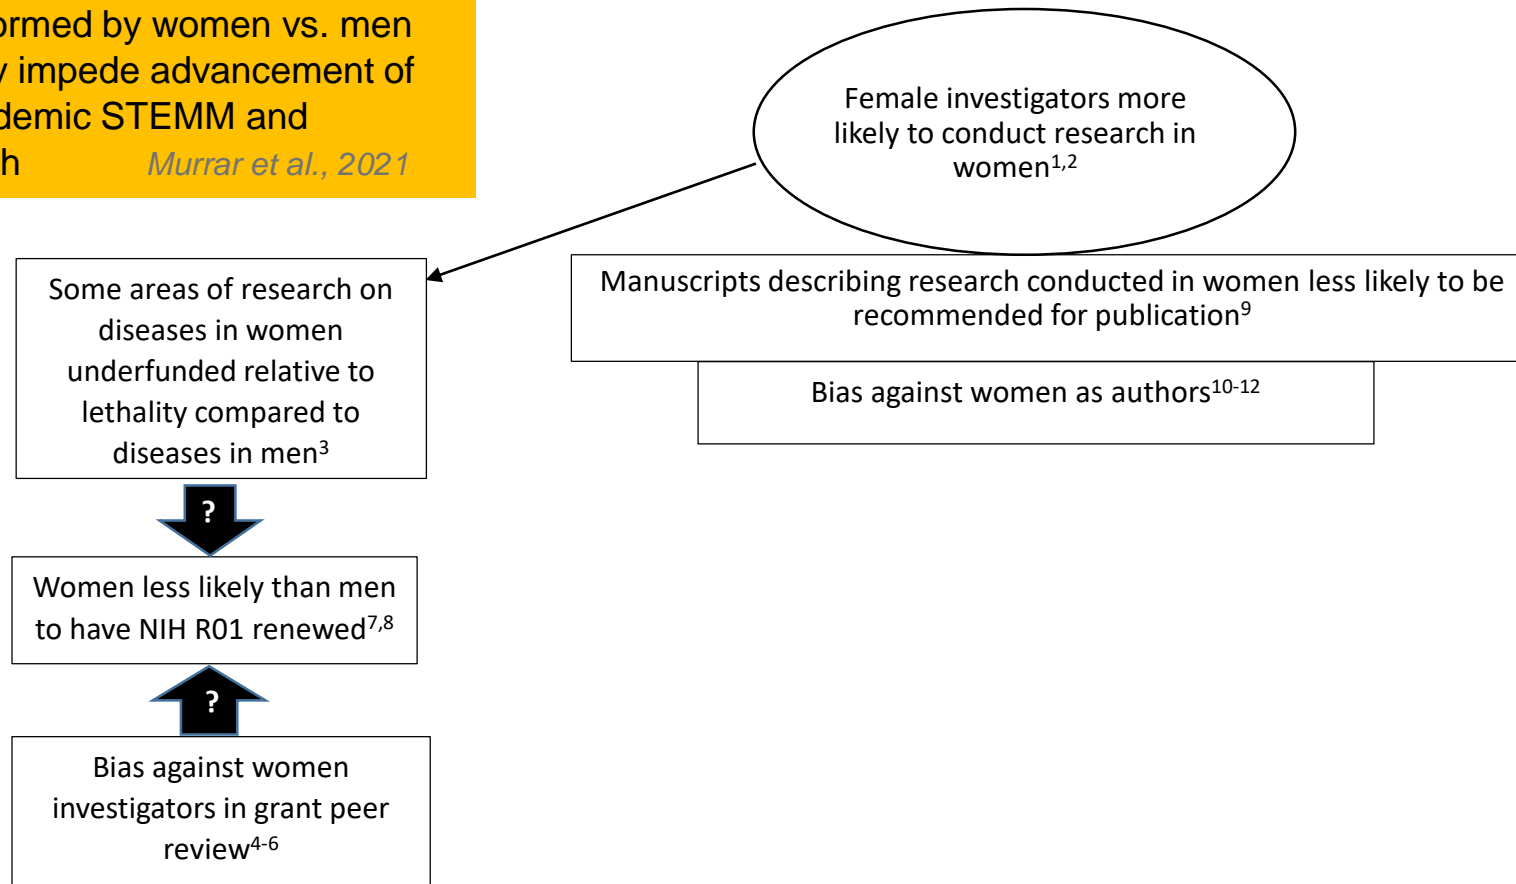 by women vs. men
impede advancement of
STEMM and
Murrar et al., 2021
Female investigators more
likely to conduct research in
women1,2
Some areas of research on
diseases in women
underfunded relative to
lethality compared to
diseases in men3
Manuscripts describing research conducted in women less likely to be
recommended for publication9
Bias against women as authors10-12
?
Women less likely than men
to have NIH R01 renewed7,8
?
Bias against women
investigators in grant peer
review4-6